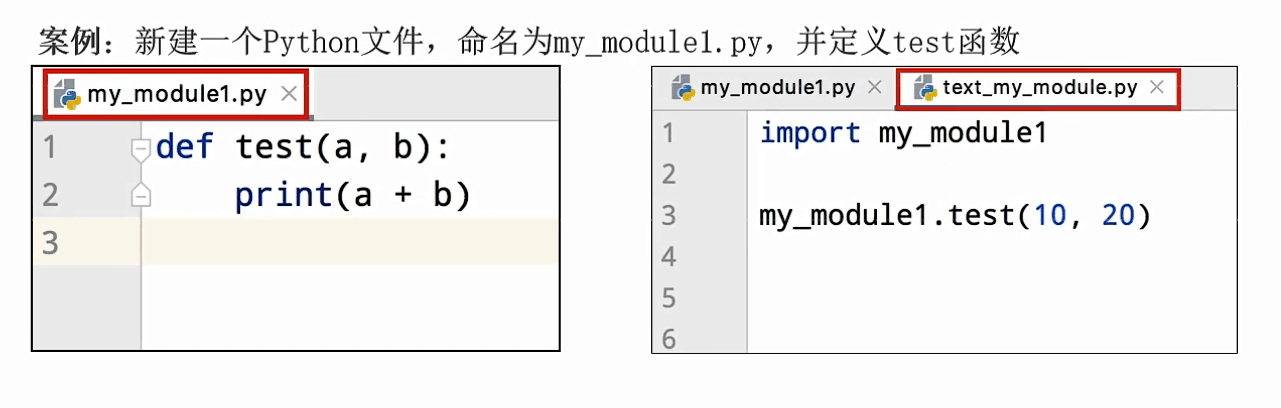 案例：新建一个Python文件，命名为my_module1.py，并定义test函数
my_module1.py
1 def test(a, b):
2     print(a + b)
3
my_module1.py text_my_module.py
1 import my_module1
2
3 my_module1.test(10, 20)
4
5
6